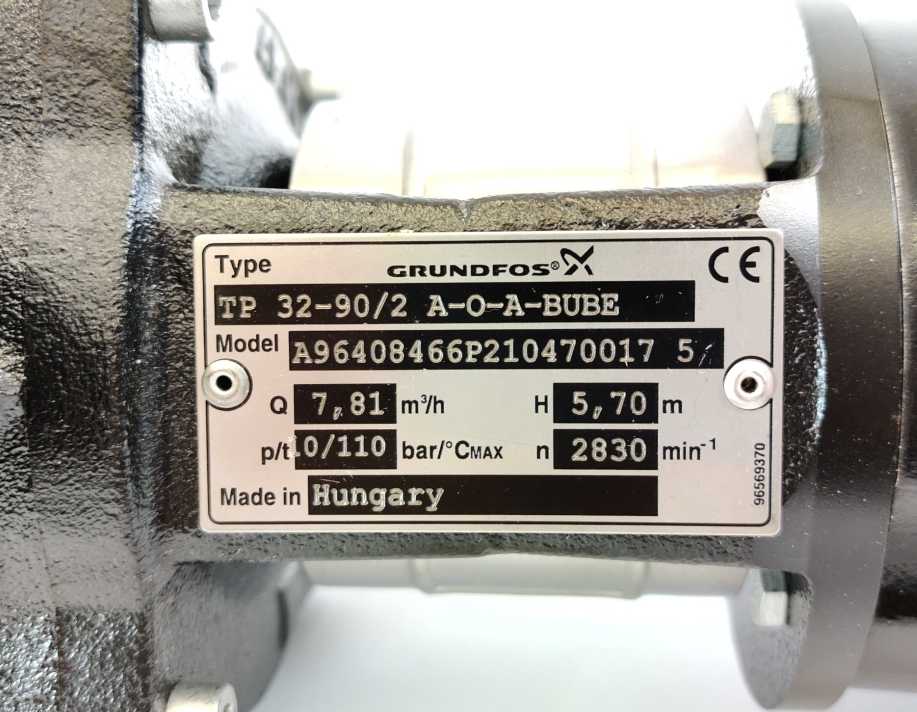 Type GRUNDFOS® CE
TP 32-90/2 A-O-A-BUBE
Model A96408466P210470017 5
Q 7,81 m³/h H 5,70 m
p/t 10/110 bar/°CMAX n 2830 min⁻¹
Made in Hungary
96569370